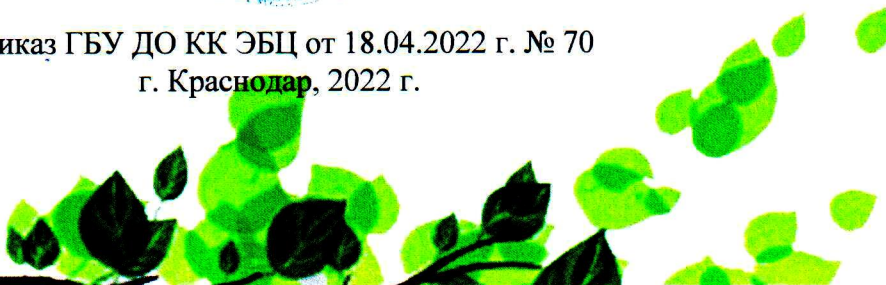 иказ ГБУ ДО КК ЭБЦ от 18.04.2022 г. № 70
г. Краснодар, 2022 г.